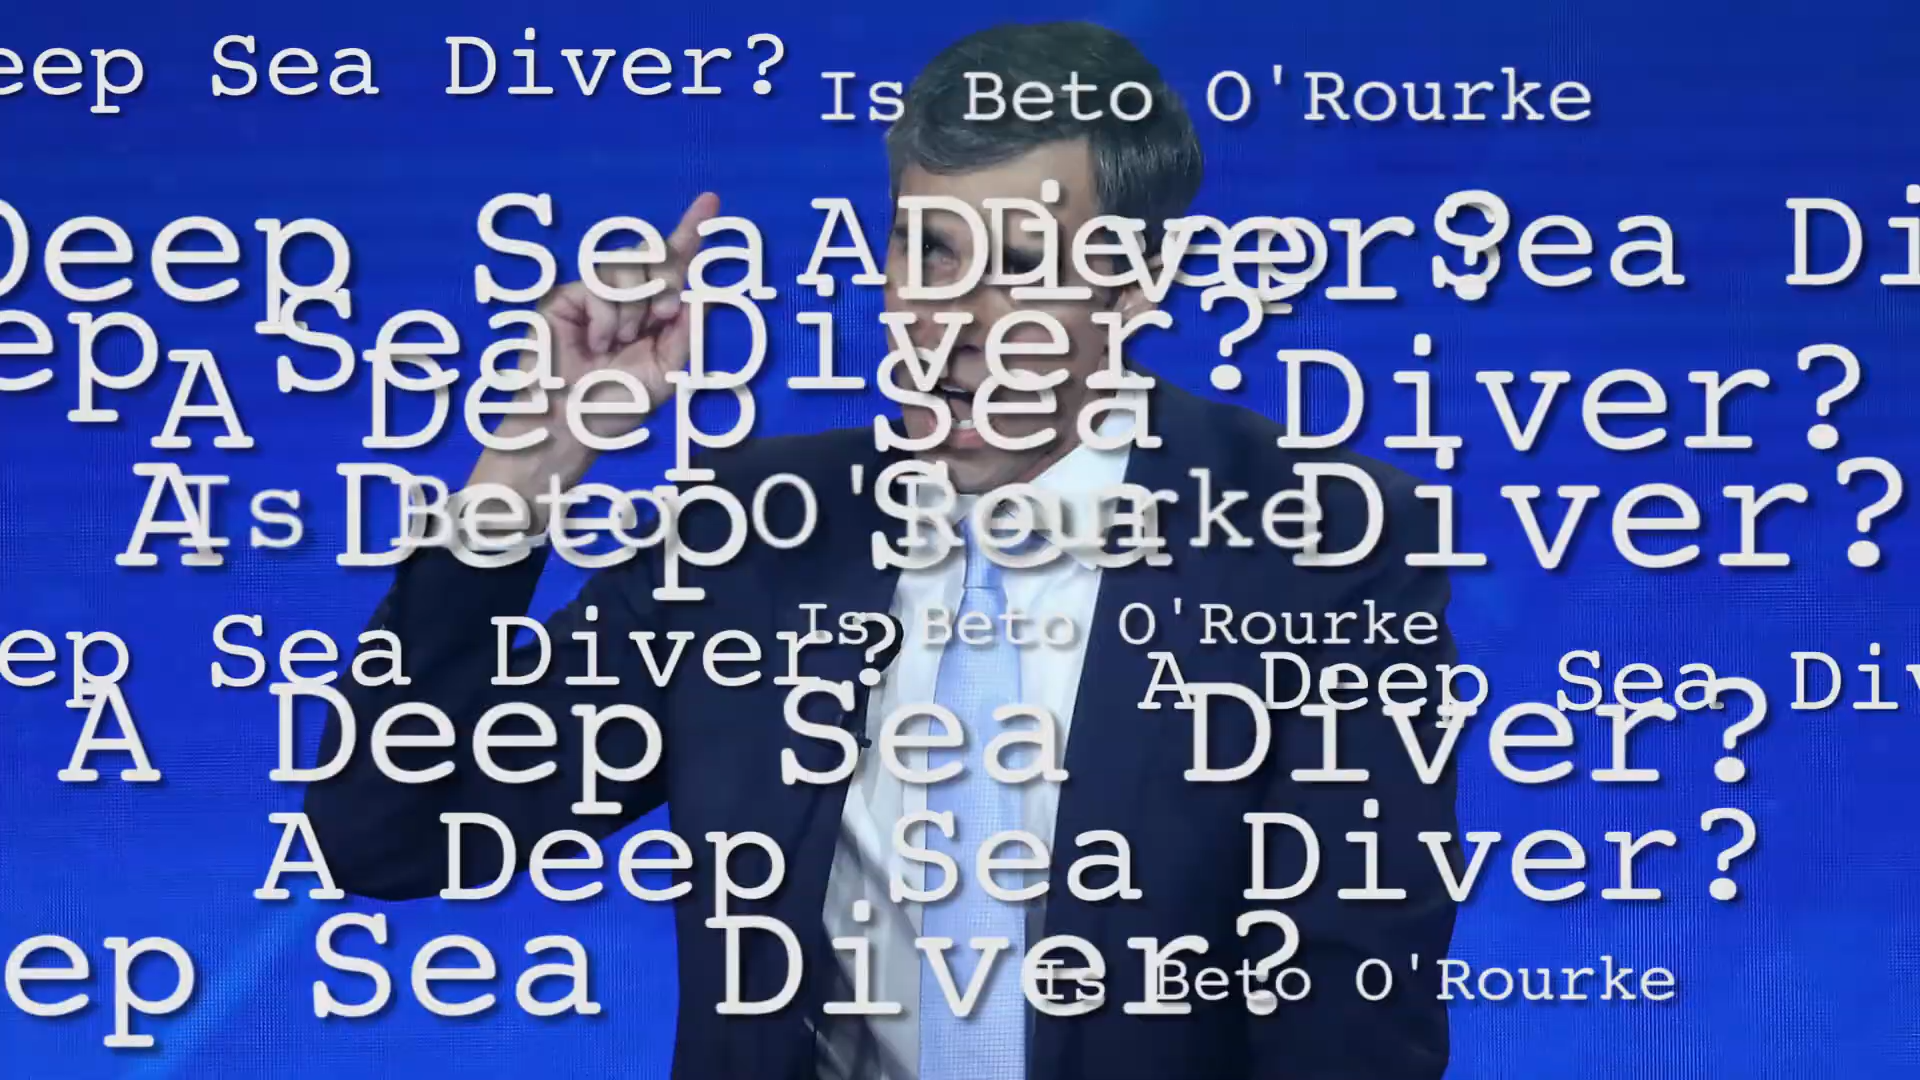 eep Sea Diver?
Is Beto O'Rourke
Deep Sea Diver?
A Deep Sea Di
ep Sea Diver?
A Deep Sea Diver?
A Deep Sea Diver?
Is Beto O'Rourke
Is Beto O'Rourke
ep Sea Diver?
A Deep Sea Div
A Deep Sea Diver?
A Deep Sea Diver?
ep Sea Diver?
Is Beto O'Rourke